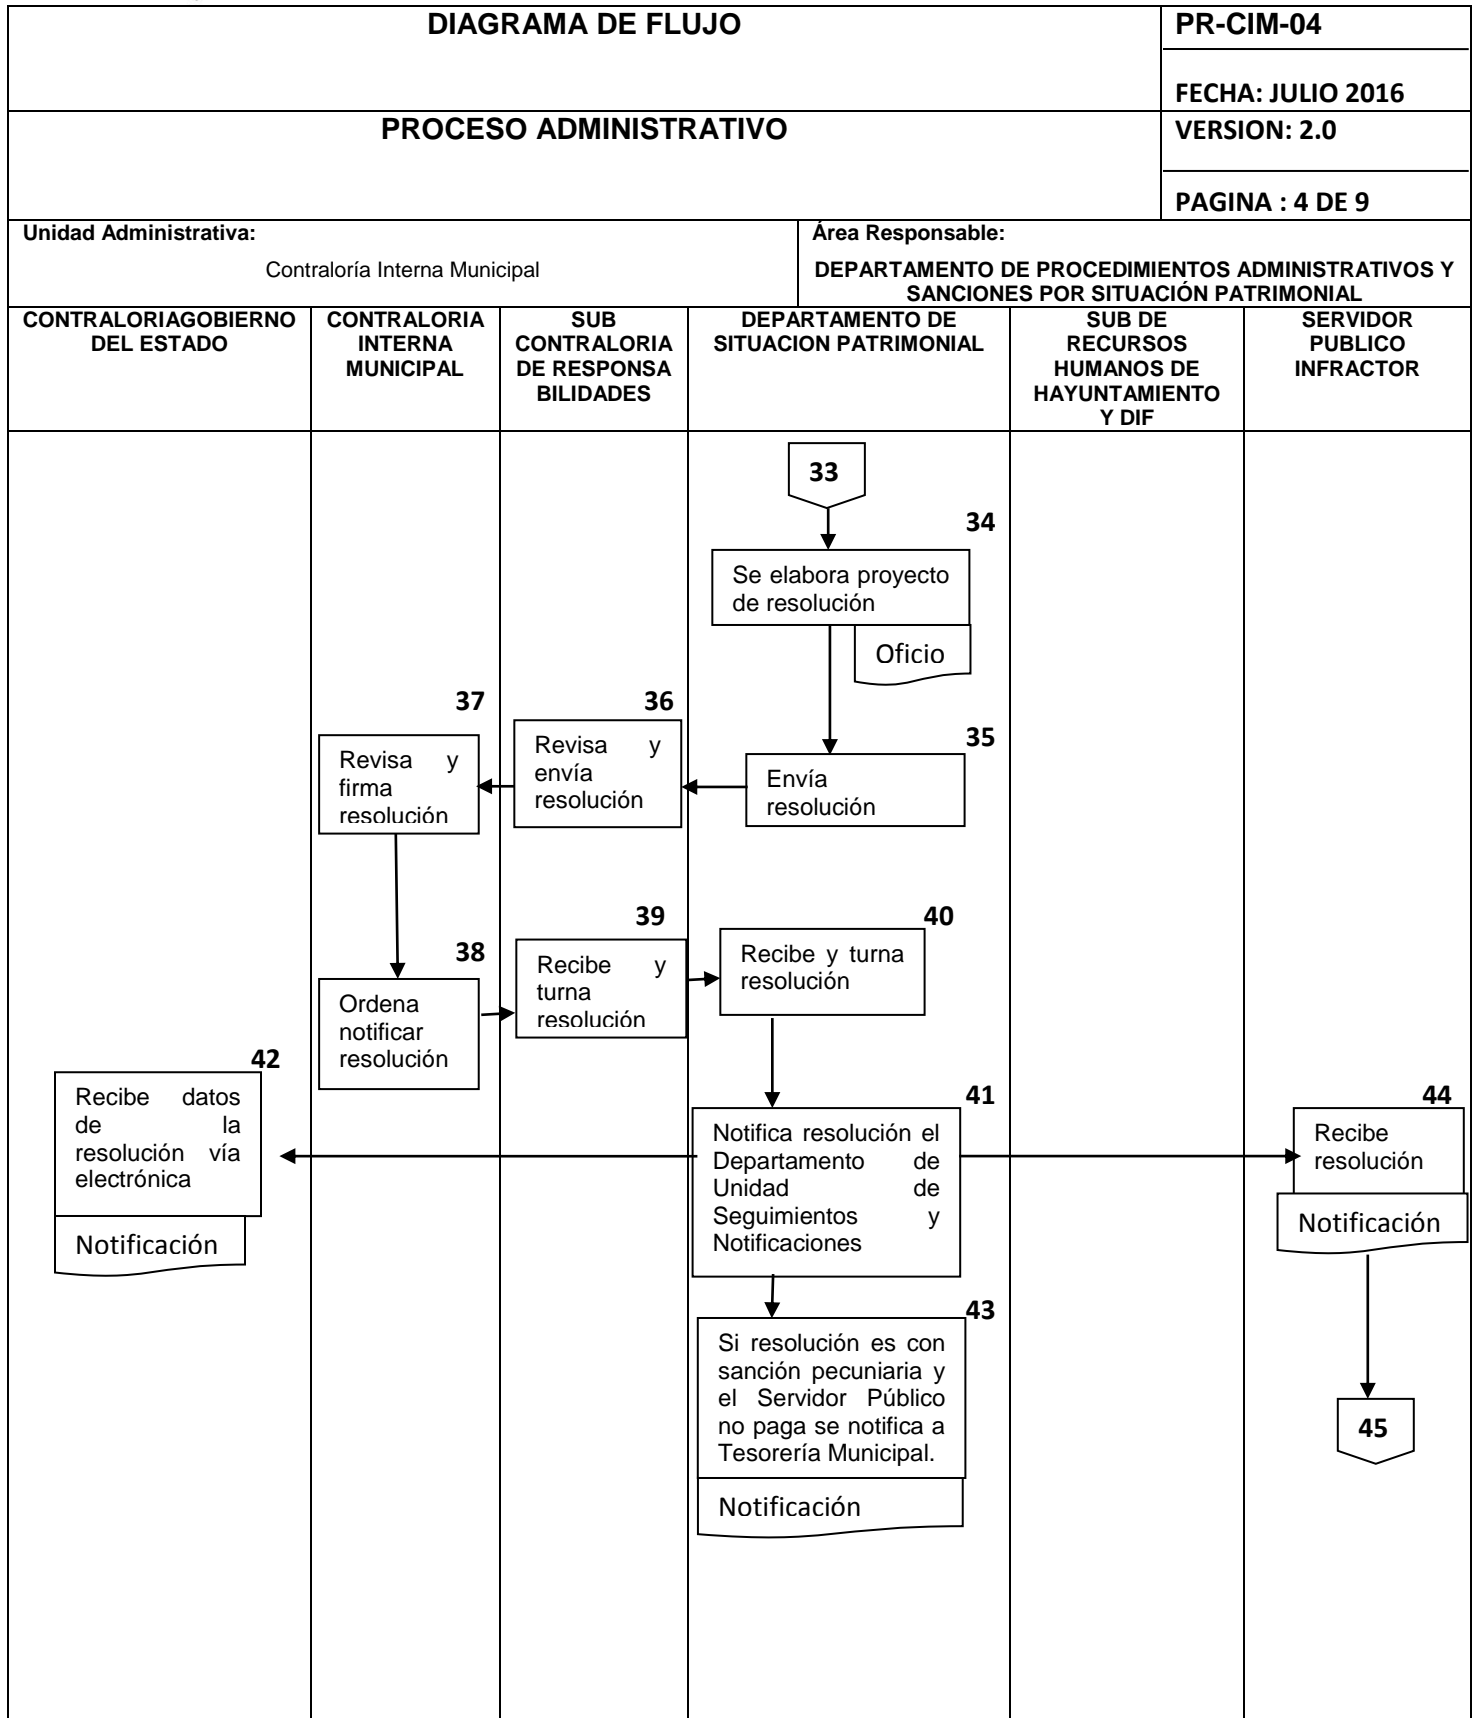 DIAGRAMA DE FLUJO
PR-CIM-04
FECHA: JULIO 2016
PROCESO ADMINISTRATIVO
VERSION: 2.0
PAGINA : 4 DE 9
Unidad Administrativa:
Contraloría Interna Municipal
Área Responsable:
DEPARTAMENTO DE PROCEDIMIENTOS ADMINISTRATIVOS Y
SANCIONES POR SITUACIÓN PATRIMONIAL
CONTRALORIAGOBIERNO
DEL ESTADO
CONTRALORIA
INTERNA
MUNICIPAL
SUB
CONTRALORIA
DE RESPONSA
BILIDADES
DEPARTAMENTO DE
SITUACION PATRIMONIAL
SUB DE
RECURSOS
HUMANOS DE
HAYUNTAMIENTO
Y DIF
SERVIDOR
PUBLICO
INFRACTOR
33
34
Se elabora proyecto
de resolución
Oficio
37
36
35
Revisa y
firma
resolución
Revisa y
envía
resolución
Envía
resolución
39
40
38
Recibe y
turna
resolución
Recibe y turna
resolución
Ordena
notificar
resolución
42
Recibe datos
de la
resolución vía
electrónica
Notificación
41
Notifica resolución el
Departamento de
Unidad de
Seguimientos y
Notificaciones
44
Recibe
resolución
Notificación
43
Si resolución es con
sanción pecuniaria y
el Servidor Público
no paga se notifica a
Tesorería Municipal.
Notificación
45